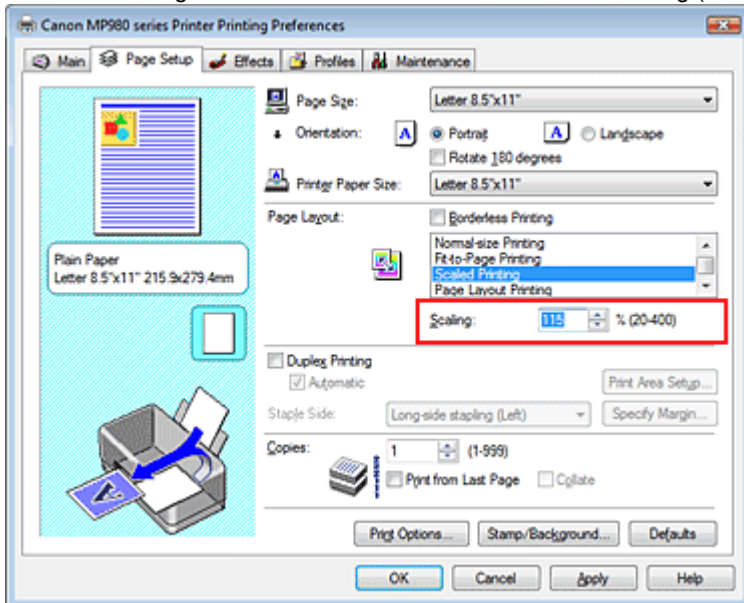 Canon MP980 series Printer Printing Preferences
Main Page Setup Effects Profiles Maintenance
Page Size: Letter 8.5"x11"
Orientation: A Portrait A Landscape
Rotate 180 degrees
Printer Paper Size: Letter 8.5"x11"
Page Layout: Borderless Printing
Normal-size Printing
Fit-to-Page Printing
Scaled Printing
Page Layout Printing
Plain Paper
Letter 8.5"x11" 215.9x279.4mm
Scaling: 115 % (20-400)
Duplex Printing
Automatic Print Area Setup...
Staple Side: Long-side stapling (Left) Specify Margin...
Copies: 1 (1-999)
Print from Last Page Collate
Print Options... Stamp/Background... Defaults
OK Cancel Apply Help